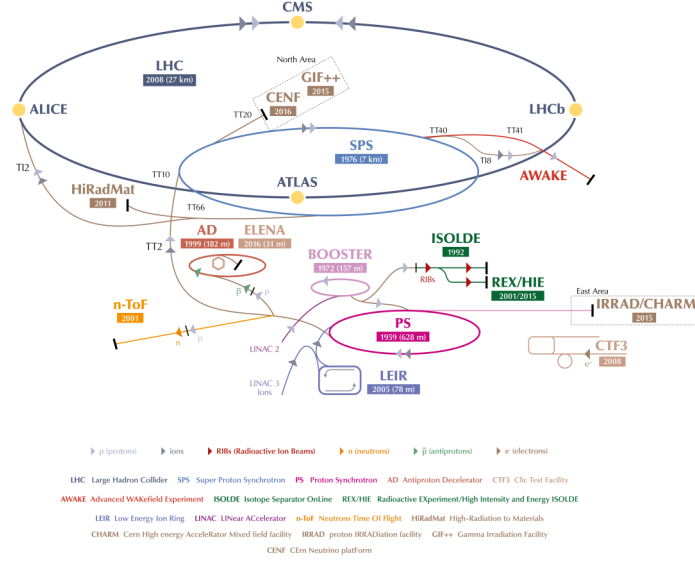 CMS
North Area
LHC
2008 (27 km)
GIF++
2015
CENF
2016
ALICE
LHCb
TT20
TT40
TT41
SPS
1976 (7 km)
TI8
TI2
TT10
AWAKE
HiRadMat
2011
ATLAS
TT66
AD
1999 (182 m)
ELENA
2016 (31 m)
TT2
BOOSTER
1972 (157 m)
ISOLDE
1992
RIBs
REX/HIE
2001/2015
p̅
p
East Area
n-ToF
2001
IRRAD/CHARM
2015
PS
1959 (628 m)
n
p
LINAC 2
CTF3
2008
e-
LEIR
2005 (78 m)
LINAC 3
Ions
p (protons)
ions
RIBs (Radioactive Ion Beams)
n (neutrons)
p̅ (antiprotons)
e- (electrons)
LHC Large Hadron Collider SPS Super Proton Synchrotron PS Proton Synchrotron AD Antiproton Decelerator CTF3 Clic Test Facility
AWAKE Advanced WAKefield Experiment ISOLDE Isotope Separator OnLine REX/HIE Radioactive EXperiment/High Intensity and Energy ISOLDE
LEIR Low Energy Ion Ring LINAC LINear ACcelerator n-ToF Neutrons Time Of Flight HiRadMat High-Radiation to Materials
CHARM Cern High energy AcceleRator Mixed field facility IRRAD proton IRRADiation facility GIF++ Gamma Irradiation Facility
CENF CErn Neutrino platForm